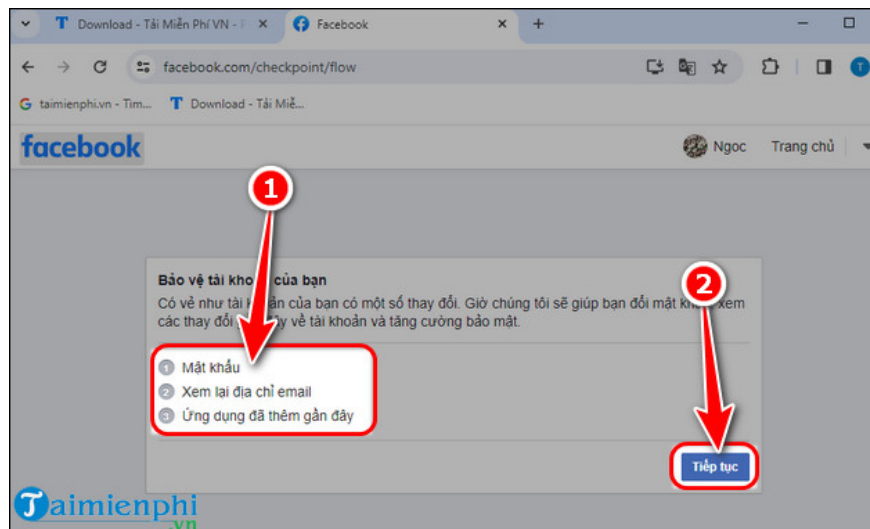 Download - Tải Miễn Phí VN - P
Facebook
facebook.com/checkpoint/flow
T
taimienphi.vn - Tim...
Download - Tải Miễ...
facebook
Ngoc
Trang chủ
1
Bảo vệ tài khoản của bạn
2
Có vẻ như tài khoản của bạn có một số thay đổi. Giờ chúng tôi sẽ giúp bạn đổi mật khẩu, xem
các thay đổi gần đây về tài khoản và tăng cường bảo mật.
1 Mật khẩu
2 Xem lại địa chỉ email
3 Ứng dụng đã thêm gần đây
Tiếp tục
Taimienphi
.vn